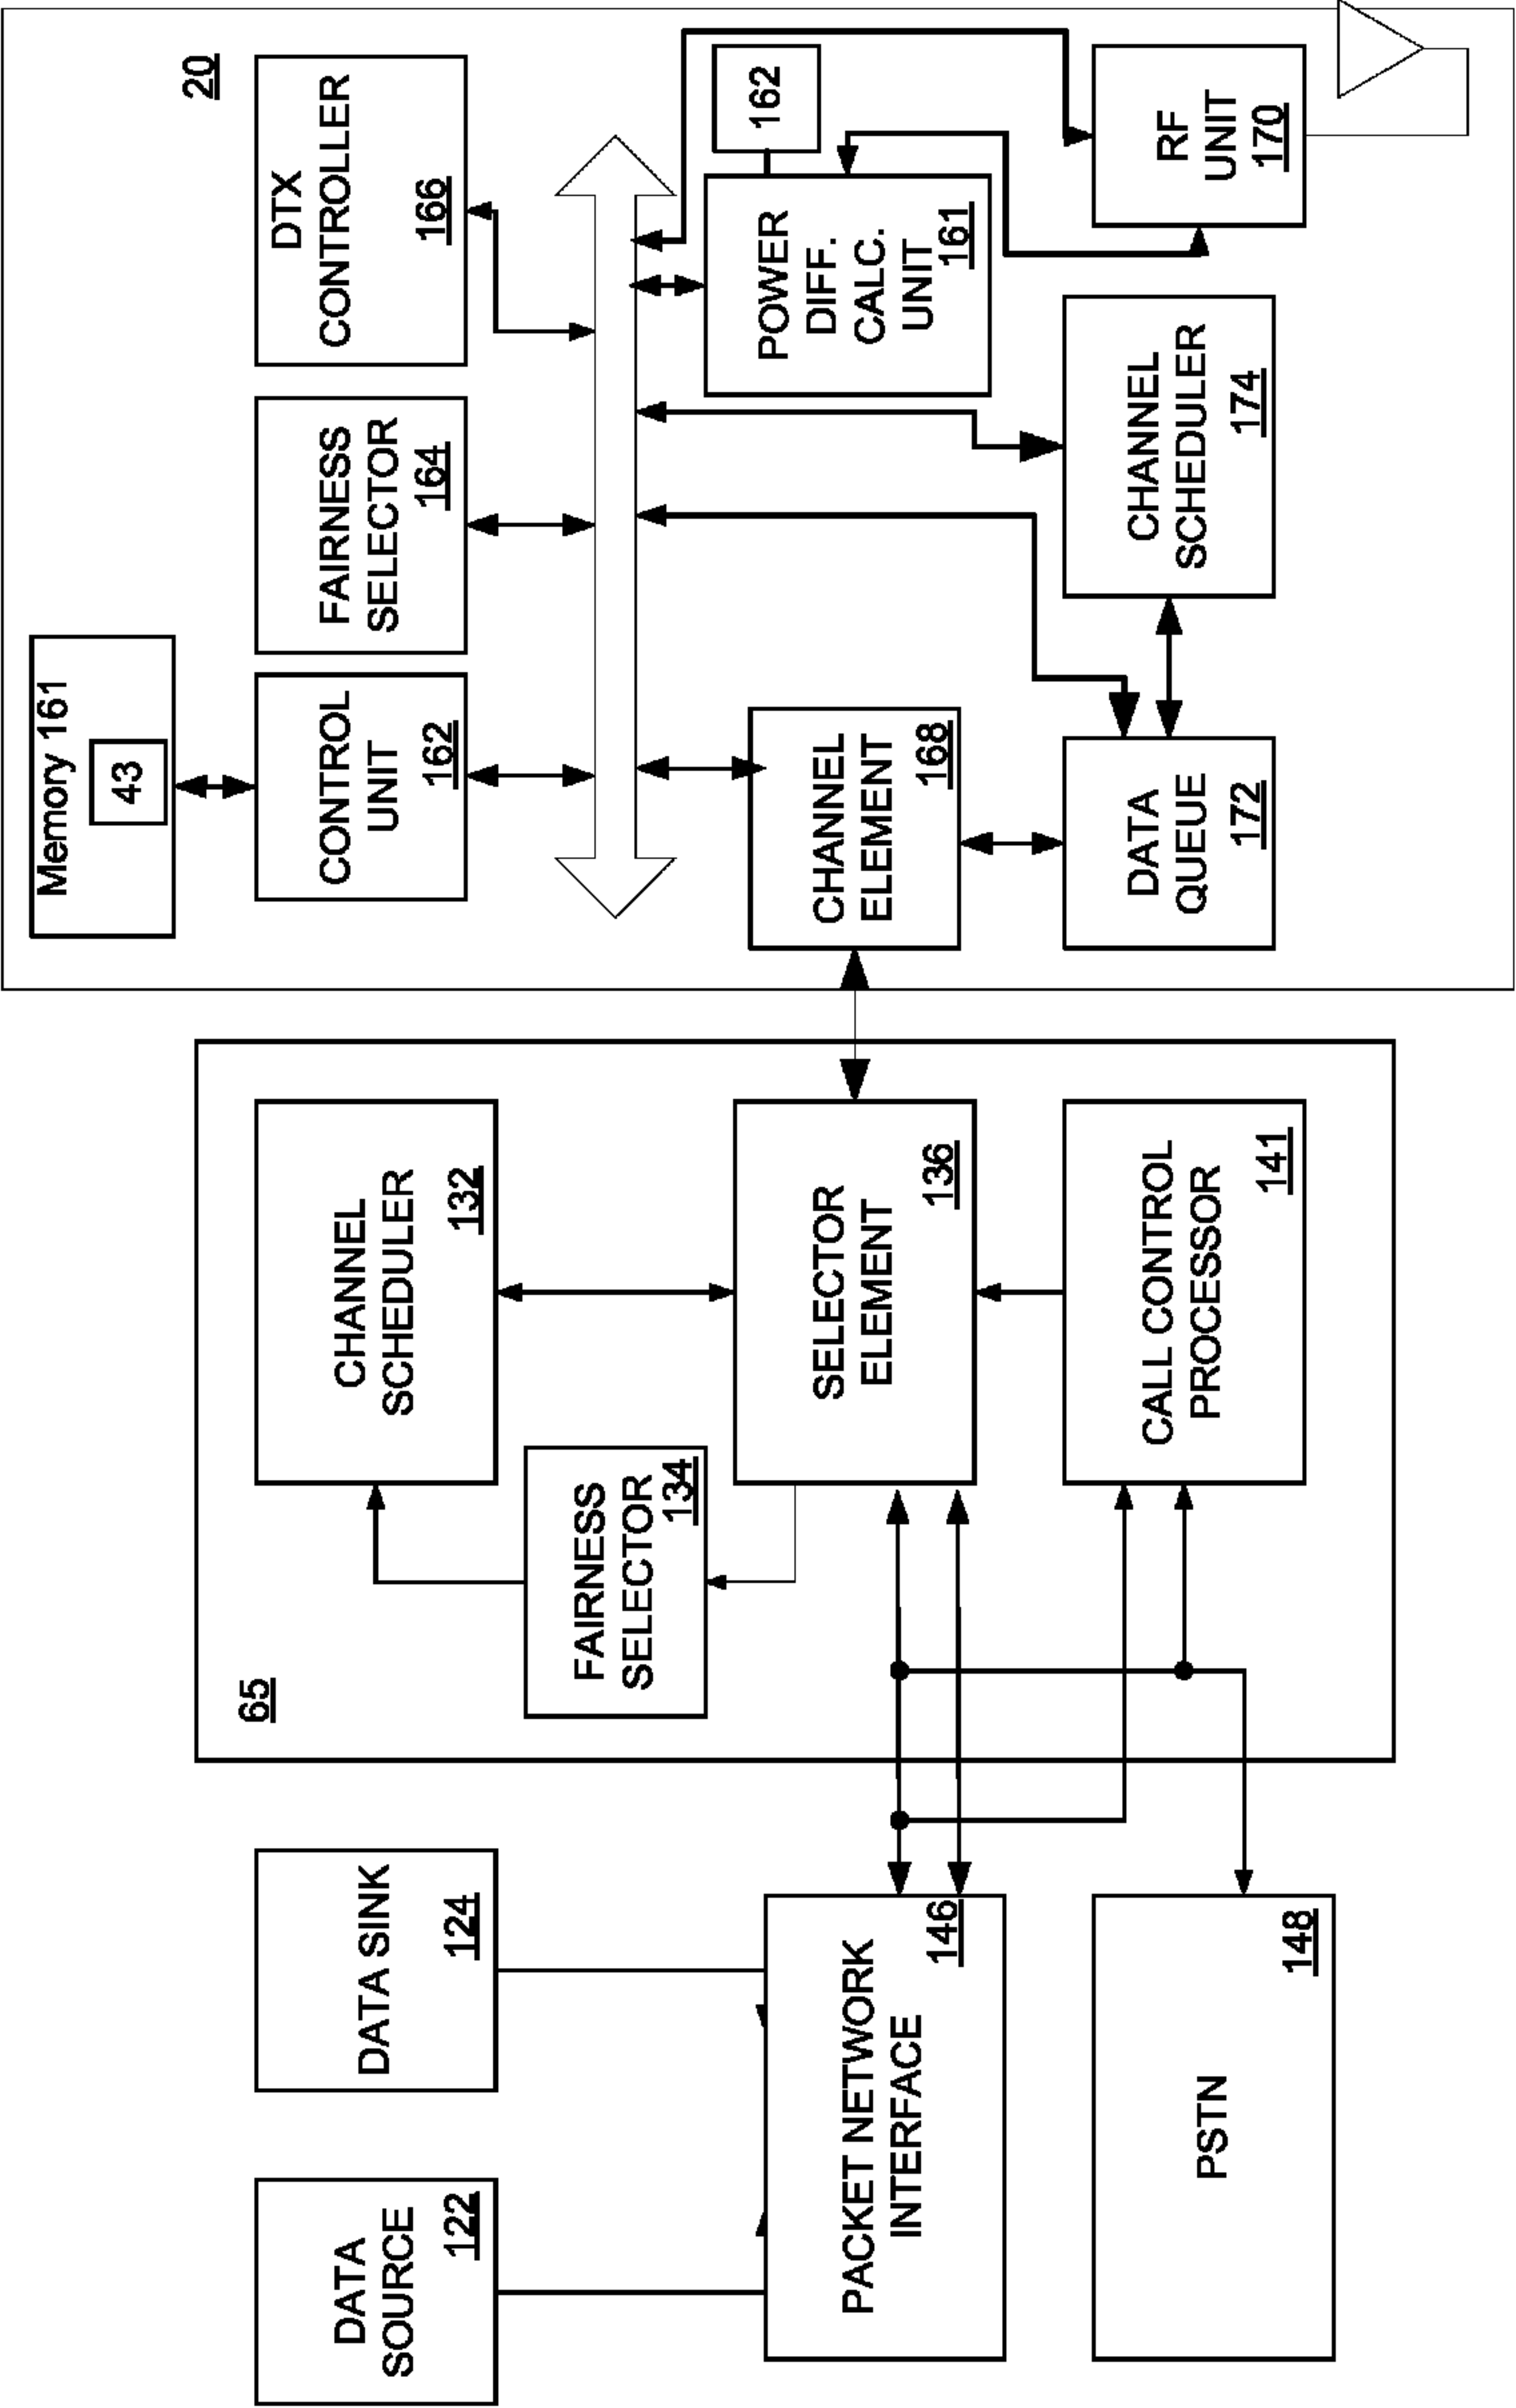 DATA
SOURCE
122
DATA SINK
124
PACKET NETWORK
INTERFACE
146
PSTN
148
65
FAIRNESS
SELECTOR
134
CHANNEL
SCHEDULER
132
SELECTOR
ELEMENT
136
CALL CONTROL
PROCESSOR
141
20
Memory 161
43
CONTROL
UNIT
162
FAIRNESS
SELECTOR
164
DTX
CONTROLLER
166
CHANNEL
ELEMENT
168
POWER
DIFF.
CALC.
UNIT
161
162
DATA
QUEUE
172
CHANNEL
SCHEDULER
174
RF
UNIT
170